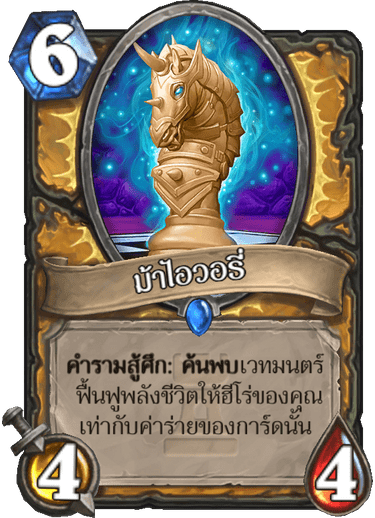 6
ม้าไอวอรี่
คำรามสู้ศึก: ค้นพบเวทมนตร์
ฟื้นฟูพลังชีวิตให้ฮีโร่ของคุณ
เท่ากับค่าร่ายของการ์ดนั้น
4
4